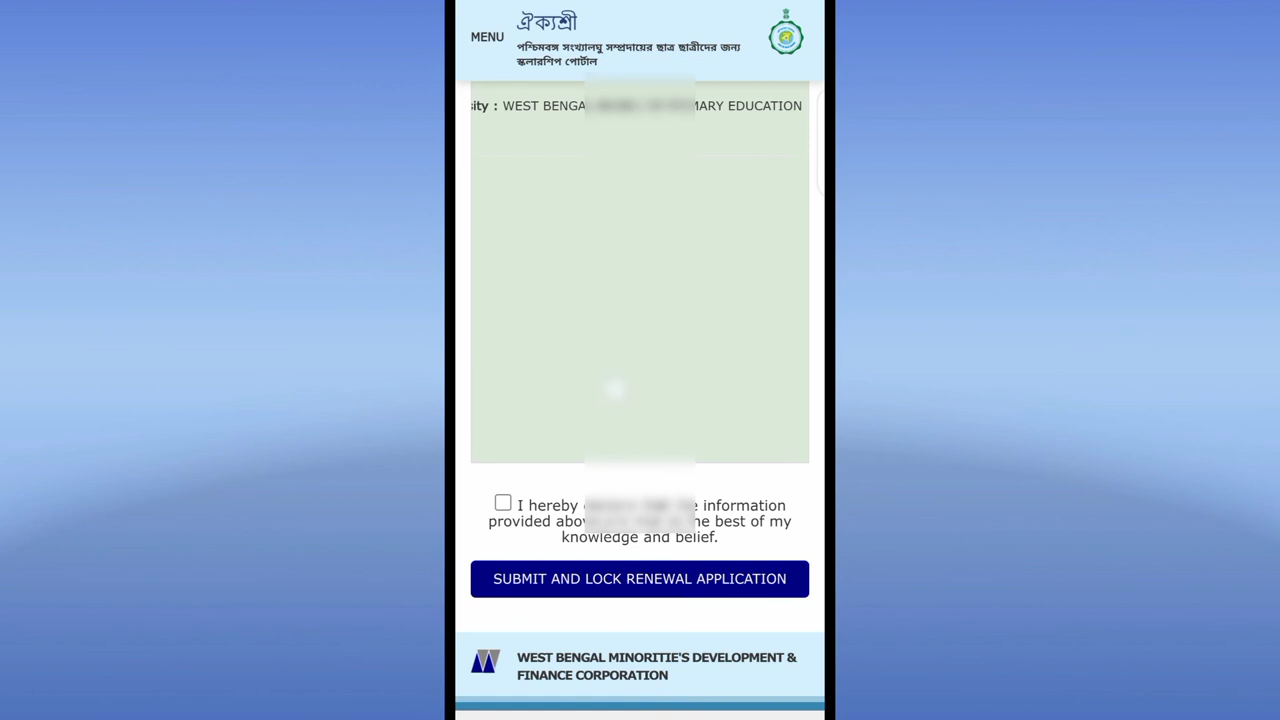 MENU
ঐক্যশ্রী
পশ্চিমবঙ্গ সংখ্যালঘু সম্প্রদায়ের ছাত্র ছাত্রীদের জন্য
স্কলারশিপ পোর্টাল
sity : WEST BENGA MARY EDUCATION
I hereby information
provided abov he best of my
knowledge and belief.
SUBMIT AND LOCK RENEWAL APPLICATION
WEST BENGAL MINORITIE'S DEVELOPMENT &
FINANCE CORPORATION